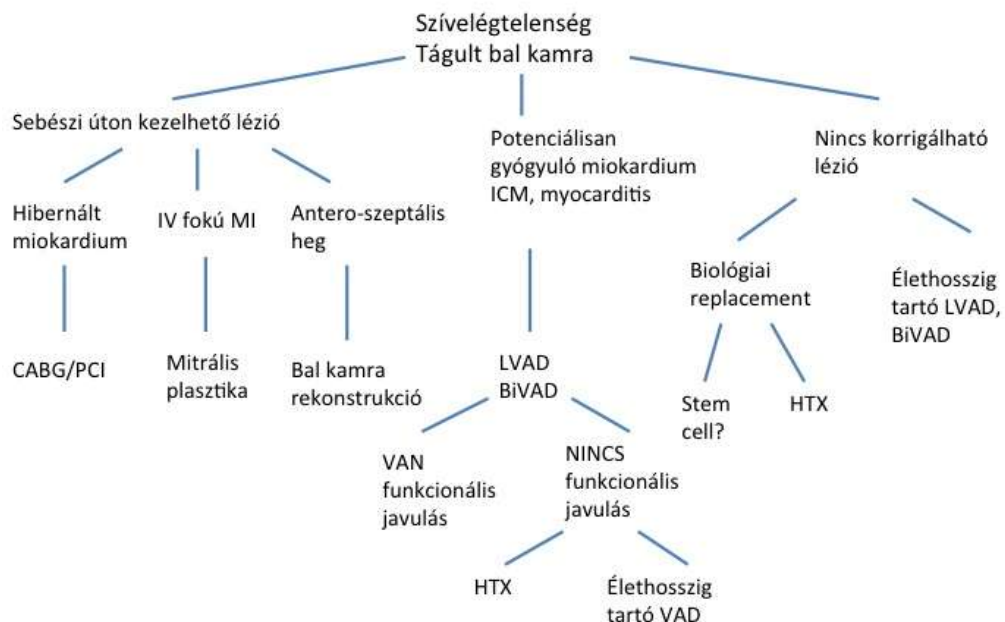 Szívelégtelenség
Tágult bal kamra
Sebészi úton kezelhető lézió
Potenciálisan
gyógyuló miokardium
ICM, myocarditis
Nincs korrigálható
lézió
Hibernált
miokardium
IV fokú MI
Antero-szeptális
heg
Biológiai
replacement
Élethosszig
tartó LVAD,
BiVAD
CABG/PCI
Mitrális
plasztika
Bal kamra
rekonstrukció
LVAD
BiVAD
Stem
cell?
HTX
VAN
funkcionális
javulás
NINCS
funkcionális
javulás
HTX
Élethosszig
tartó VAD